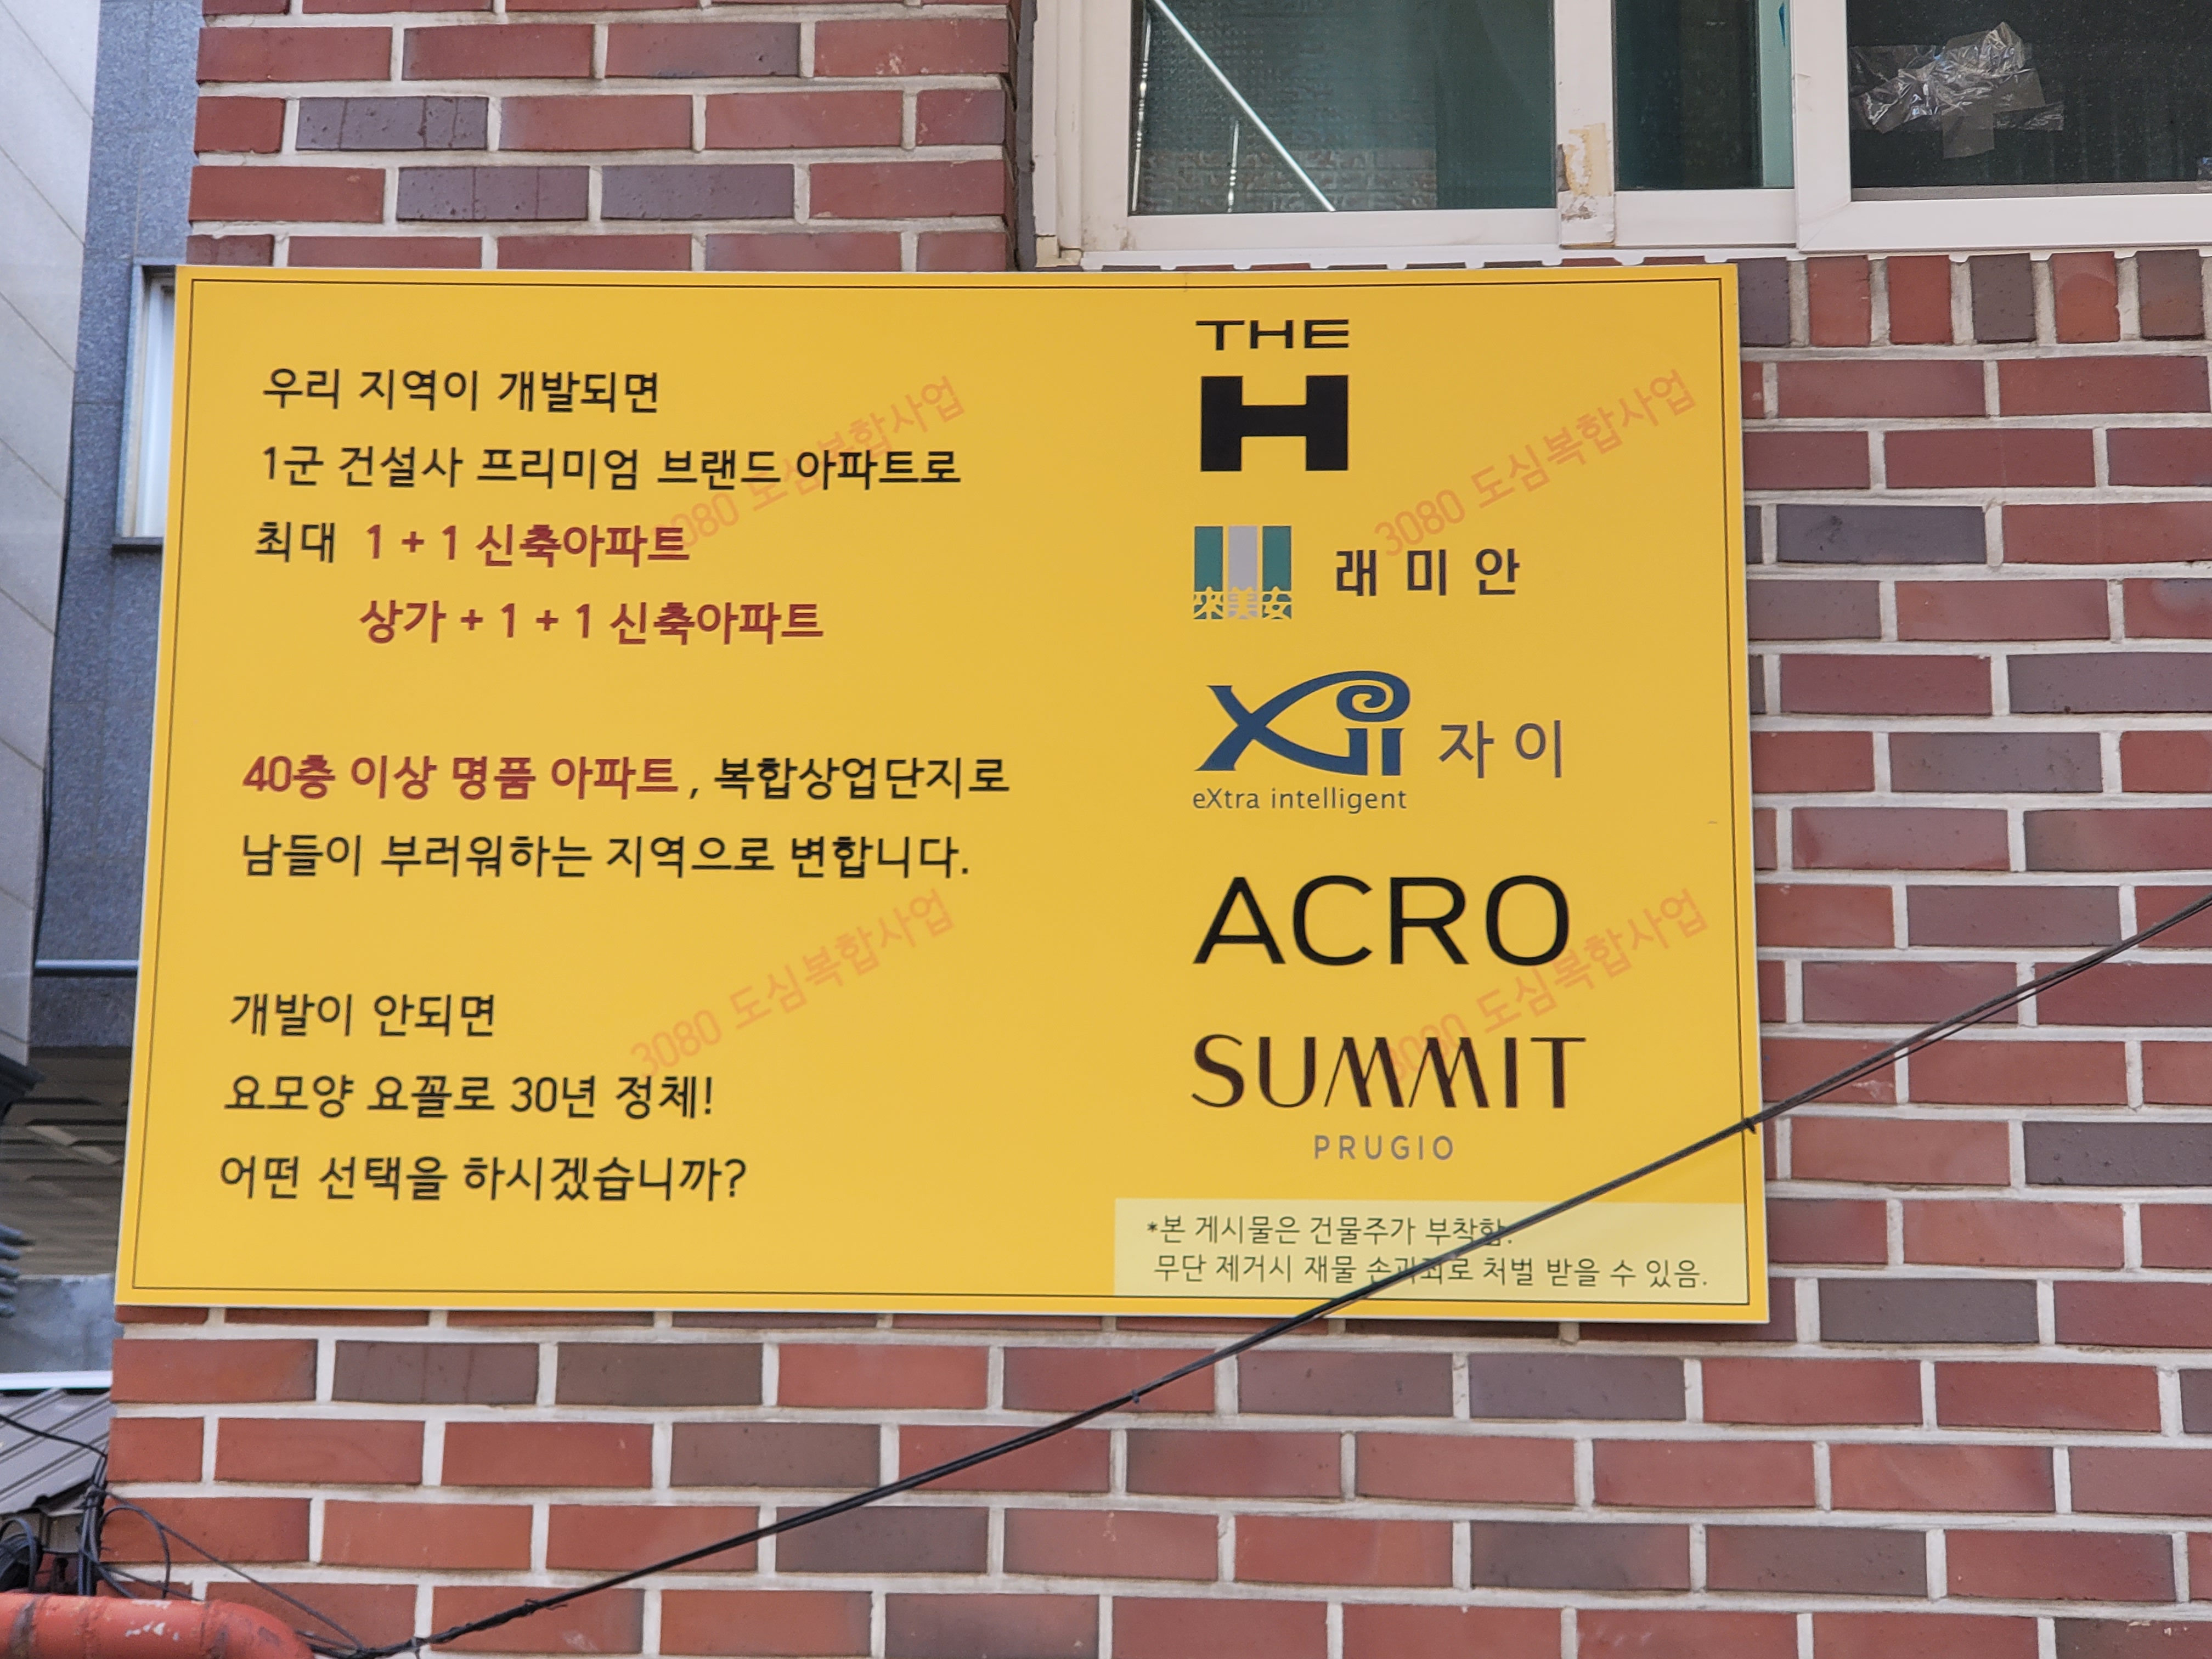 우리 지역이 개발되면
1군 건설사 프리미엄 브랜드 아파트로
최대 1 + 1 신축아파트
상가 + 1 + 1 신축아파트
40층 이상 명품 아파트, 복합상업단지로
남들이 부러워하는 지역으로 변합니다.
개발이 안되면
요모양 요꼴로 30년 정체!
어떤 선택을 하시겠습니까?
THE
H
來美安 래미안
Xii 자이
eXtra intelligent
ACRO
SUMMIT
PRUGIO
*본 게시물은 건물주가 부착함.
무단 제거시 재물 손괴죄로 처벌 받을 수 있음.
3080 도심복합사업
3080 도심복합사업
3080 도심복합사업
3080 도심복합사업